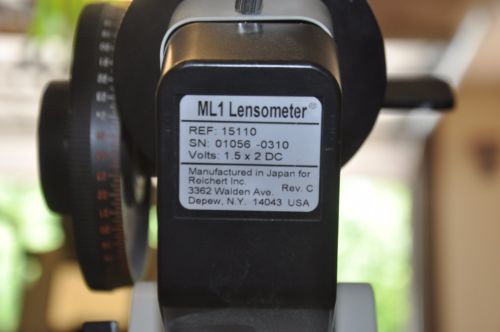 ML1 Lensometer®
REF: 15110
SN: 01056 -0310
Volts: 1.5 x 2 DC
Manufactured in Japan for
Reichert Inc.
3362 Walden Ave. Rev. C
Depew, N.Y. 14043 USA